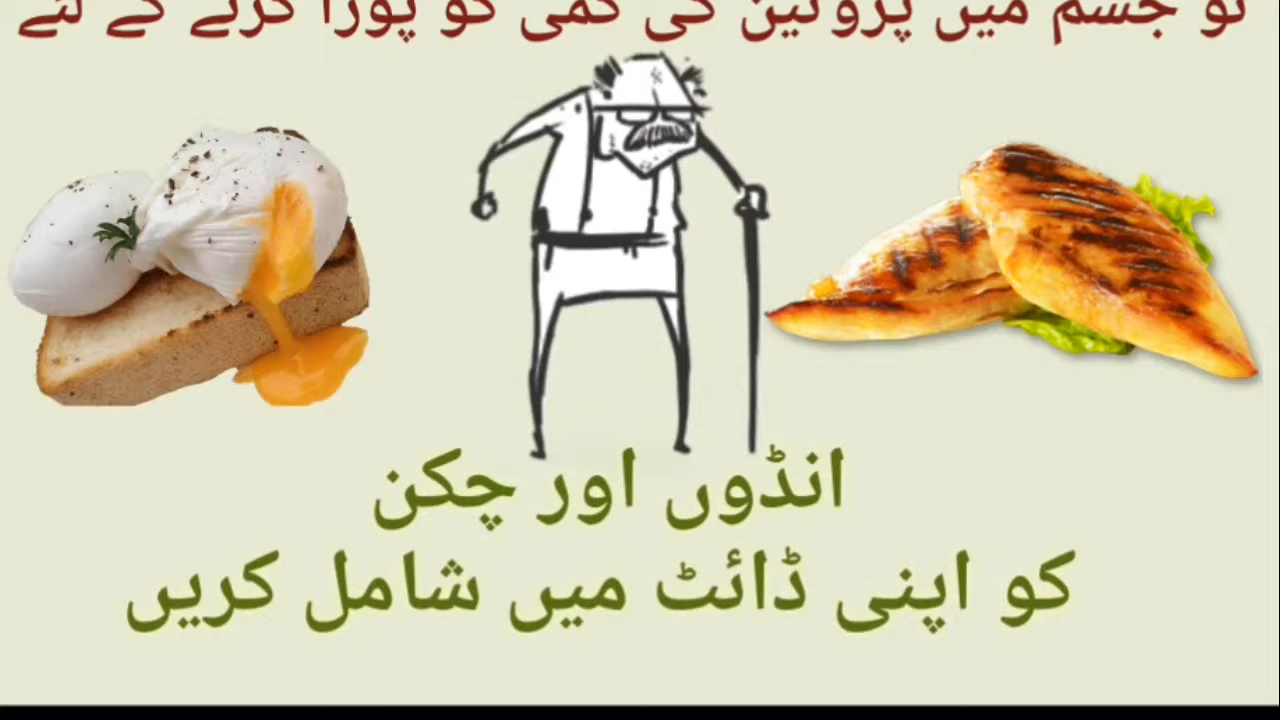 تو جسم میں پروٹین کی کمی کو پورا کرنے کے لئے
انڈوں اور چکن
کو اپنی ڈائٹ میں شامل کریں